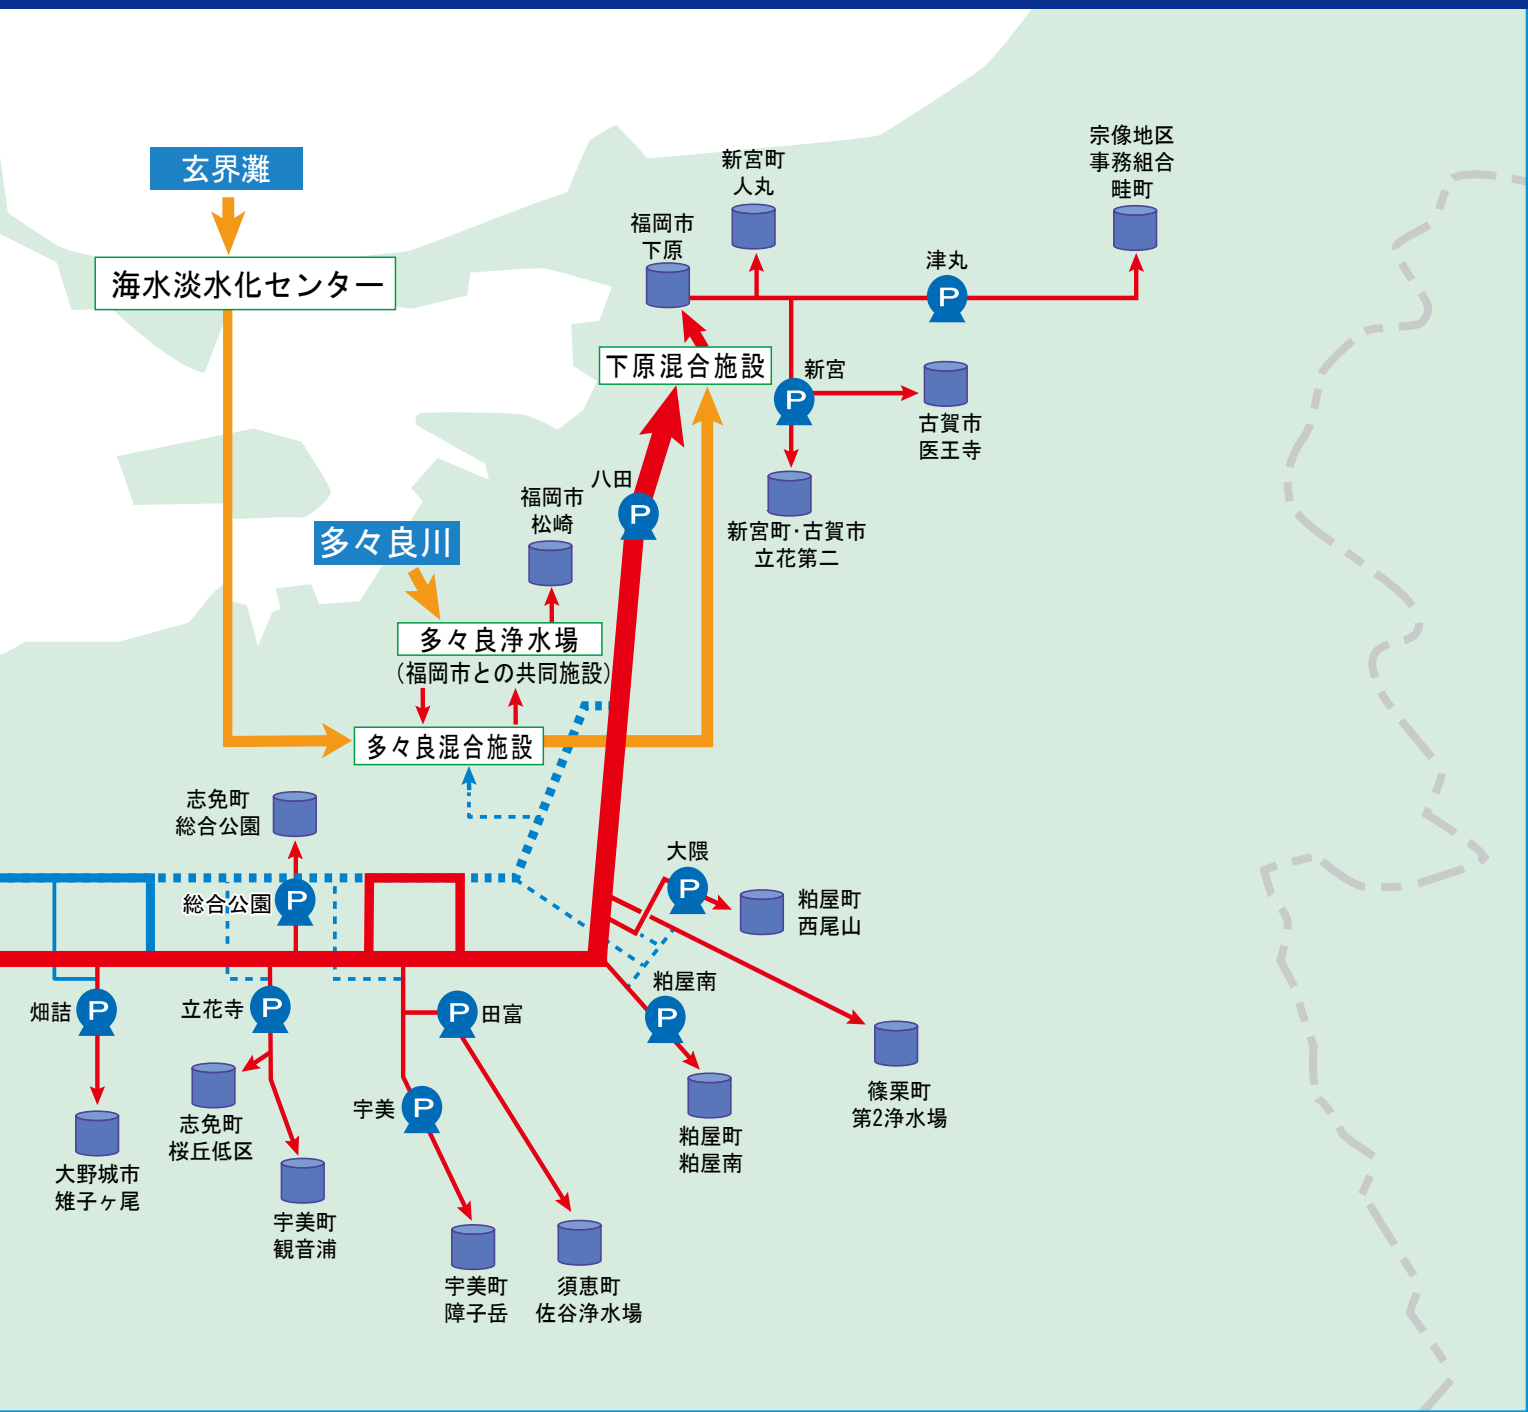 宗像地区
事務組合
畦町
新宮町
人丸
玄界灘
福岡市
下原
津丸
P
海水淡水化センター
下原混合施設
新宮
P
古賀市
医王寺
八田
P
福岡市
松崎
新宮町・古賀市
立花第二
多々良川
多々良浄水場
（福岡市との共同施設）
多々良混合施設
志免町
総合公園
大隈
P
総合公園
P
粕屋町
西尾山
粕屋南
P
畑詰
P
立花寺
P
P
田富
志免町
桜丘低区
宇美
P
篠栗町
第2浄水場
粕屋町
粕屋南
大野城市
雉子ヶ尾
宇美町
観音浦
宇美町
障子岳
須恵町
佐谷浄水場